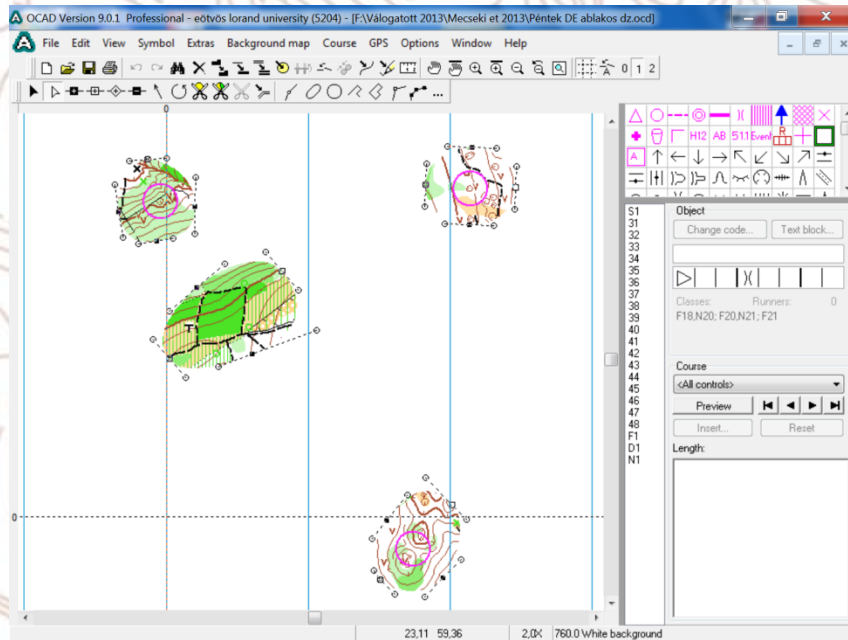 OCAD Version 9.0.1 Professional - eötvös lorand university (5204) - [F:\Válogatott 2013\Mecseki et 2013\Péntek DE ablakos dz.ocd]
File Edit View Symbol Extras Background map Course GPS Options Window Help
0 1 2
0
H12 AB 511 Event R
A
0
S1
31
32
33
34
35
36
37
38
39
40
41
42
43
44
45
46
47
48
F1
D1
N1
Object
Change code... Text block...
Classes: Runners: 0
F18,N20; F20,N21; F21
Course
<All controls>
Preview
Insert... Reset
Length:
23,11 59,36 2,0X 760.0 White background